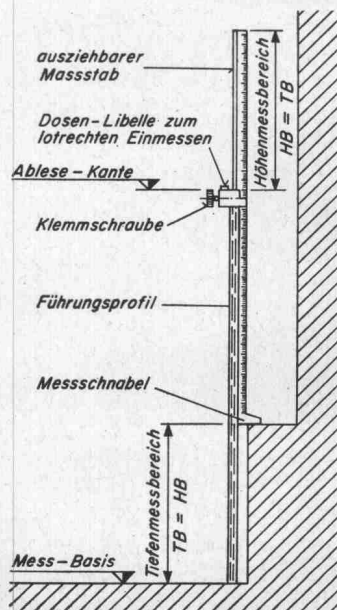 ausziehbarer
Massstab
Dosen-Libelle zum
lotrechten Einmessen
Höhenmessbereich
HB = TB
Ablese-Kante
Klemmschraube
Führungsprofil
Messschnabel
Tiefenmessbereich
TB = HB
Mess-Basis